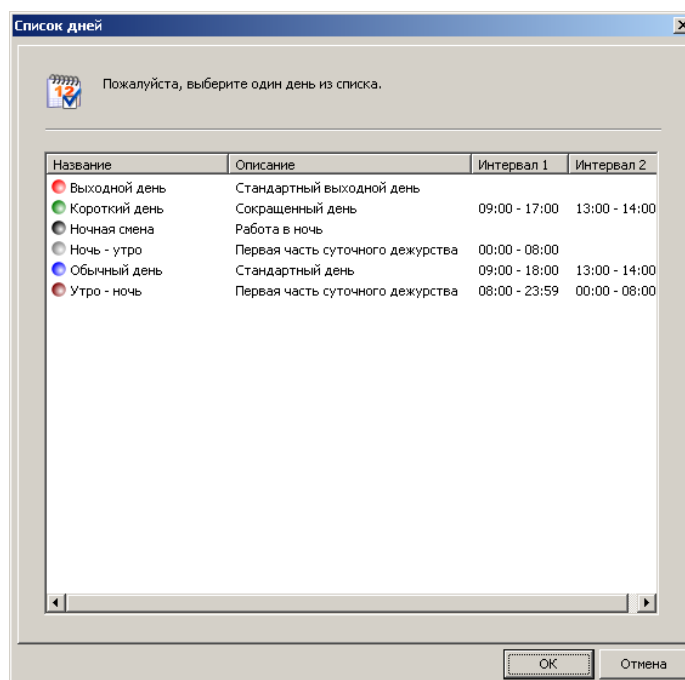 Список дней
12
Пожалуйста, выберите один день из списка.
Название Описание Интервал 1 Интервал 2
Выходной день Стандартный выходной день
Короткий день Сокращенный день 09:00 - 17:00 13:00 - 14:00
Ночная смена Работа в ночь
Ночь - утро Первая часть суточного дежурства 00:00 - 08:00
Обычный день Стандартный день 09:00 - 18:00 13:00 - 14:00
Утро - ночь Первая часть суточного дежурства 08:00 - 23:59 00:00 - 08:00
ОК Отмена